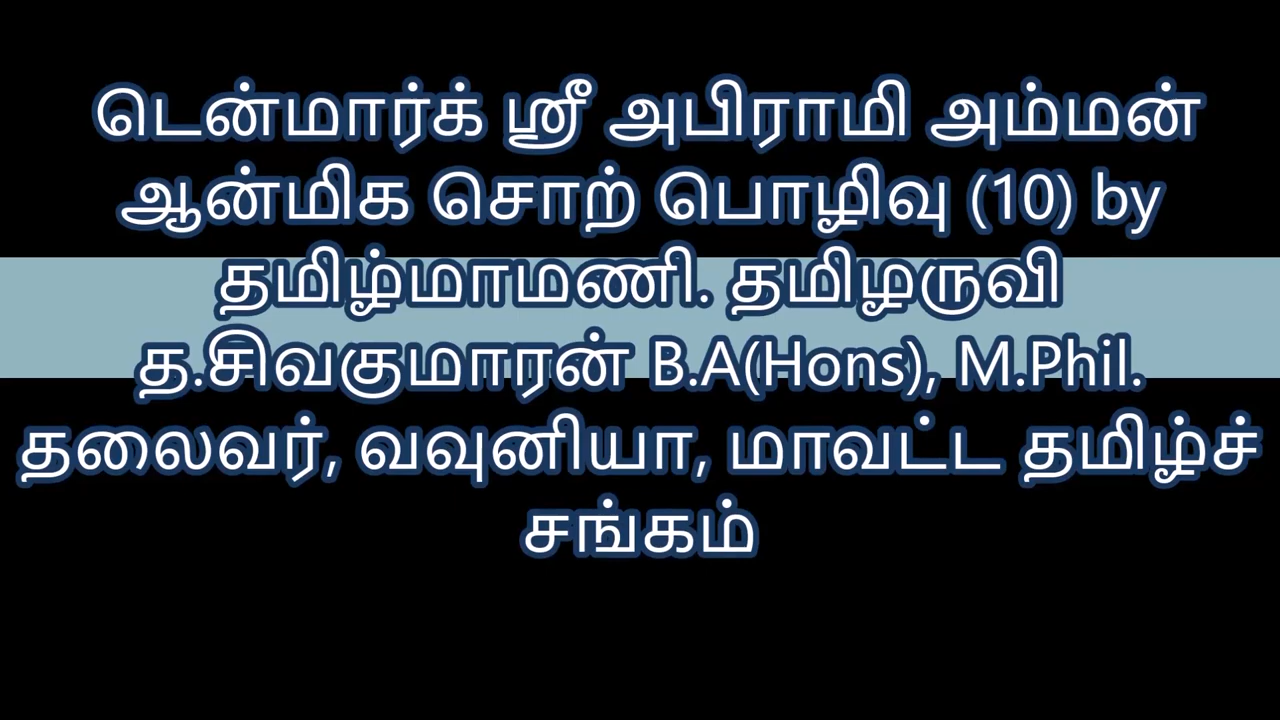 டென்மார்க் ஸ்ரீ அபிராமி அம்மன்
ஆன்மிக சொற் பொழிவு (10) by
தமிழ்மாமணி. தமிழருவி
த.சிவகுமாரன் B.A(Hons), M.Phil.
தலைவர், வவுனியா, மாவட்ட தமிழ்ச்
சங்கம்